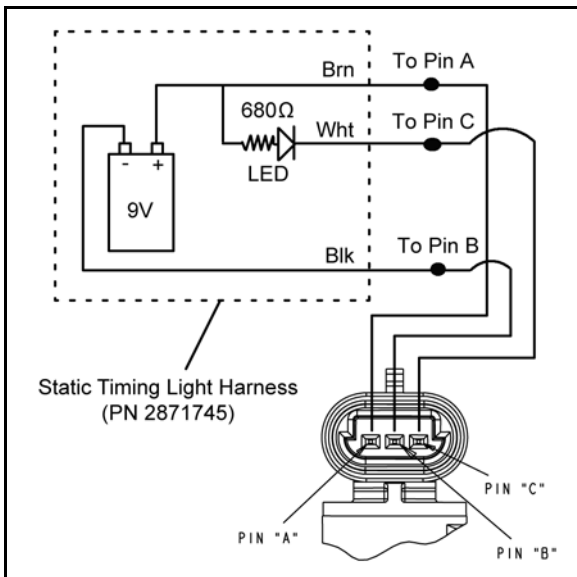 Brn
To Pin A
680Ω
Wht
To Pin C
LED
- +
9V
Blk
To Pin B
Static Timing Light Harness
(PN 2871745)
PIN "C"
PIN "A"
PIN "B"